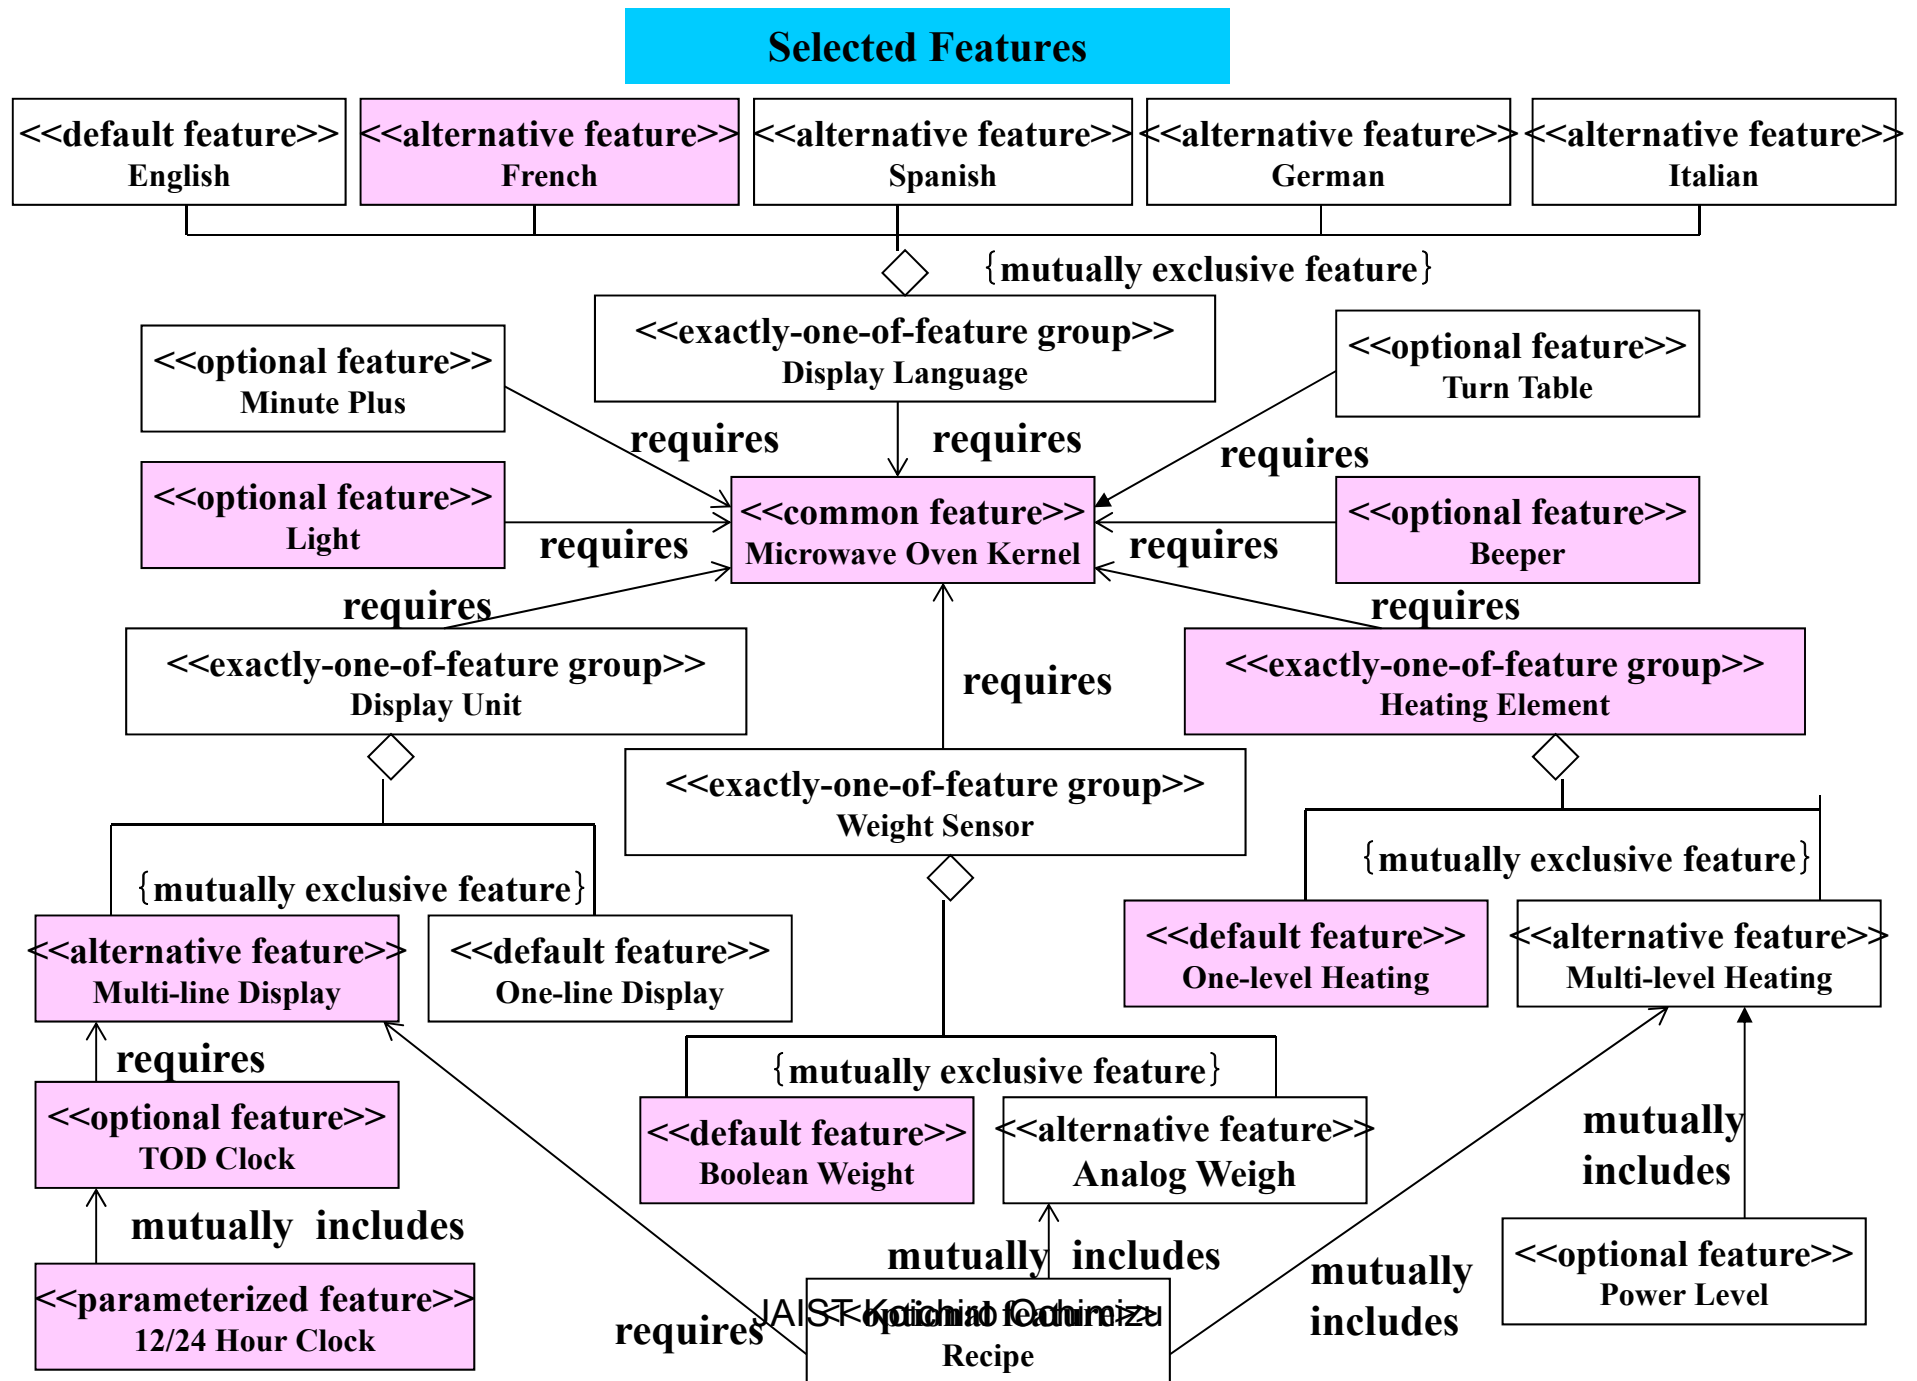 Selected Features
<<default feature>>
English
<<alternative feature>>
French
<<alternative feature>>
Spanish
<<alternative feature>>
German
<<alternative feature>>
Italian
{mutually exclusive feature}
<<exactly-one-of-feature group>>
Display Language
<<optional feature>>
Minute Plus
<<optional feature>>
Turn Table
requires
requires
requires
<<optional feature>>
Light
<<common feature>>
Microwave Oven Kernel
<<optional feature>>
Beeper
requires
requires
requires
requires
<<exactly-one-of-feature group>>
Display Unit
requires
<<exactly-one-of-feature group>>
Heating Element
<<exactly-one-of-feature group>>
Weight Sensor
{mutually exclusive feature}
{mutually exclusive feature}
<<alternative feature>>
Multi-line Display
<<default feature>>
One-line Display
<<default feature>>
One-level Heating
<<alternative feature>>
Multi-level Heating
requires
{mutually exclusive feature}
<<optional feature>>
TOD Clock
<<default feature>>
Boolean Weight
<<alternative feature>>
Analog Weigh
mutually
includes
mutually includes
mutually includes
<<optional feature>>
Power Level
mutually
includes
<<parameterized feature>>
12/24 Hour Clock
requires
<<optional feature>>
Recipe
JAIST Koichiro Ochimizu